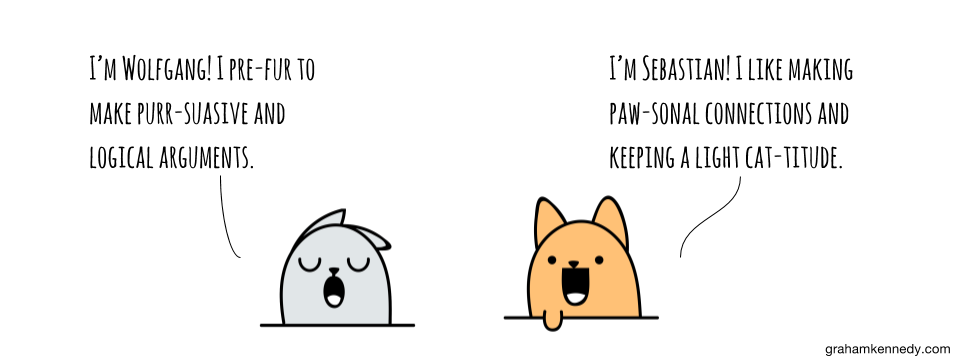 I'm Wolfgang! I pre-fur to
make purr-suasive and
logical arguments.
I'm Sebastian! I like making
paw-sonal connections and
keeping a light cat-titude.
grahamkennedy.com